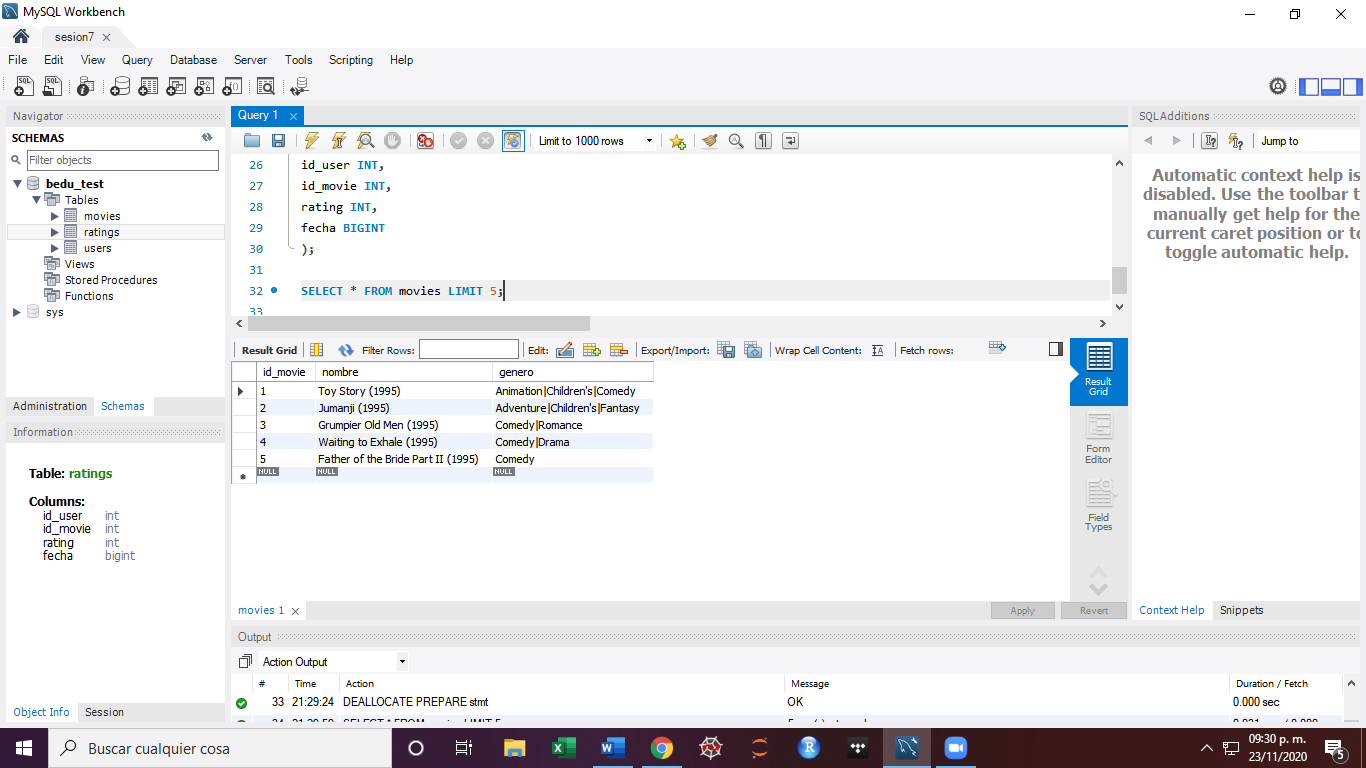 MySQL Workbench
sesion7
File Edit View Query Database Server Tools Scripting Help
Navigator
SCHEMAS
Filter objects
bedu_test
Tables
movies
ratings
users
Views
Stored Procedures
Functions
sys
Administration Schemas
Information
Table: ratings
Columns:
id_user int
id_movie int
rating int
fecha bigint
Object Info Session
Query 1
Limit to 1000 rows
26 id_user INT,
27 id_movie INT,
28 rating INT,
29 fecha BIGINT
30 );
31
32 SELECT * FROM movies LIMIT 5;
33
Result Grid Filter Rows: Edit: Export/Import: Wrap Cell Content: Fetch rows:
id_movie nombre genero
1 Toy Story (1995) Animation|Children's|Comedy
2 Jumanji (1995) Adventure|Children's|Fantasy
3 Grumpier Old Men (1995) Comedy|Romance
4 Waiting to Exhale (1995) Comedy|Drama
5 Father of the Bride Part II (1995) Comedy
NULL NULL NULL
Result
Grid
Form
Editor
Field
Types
movies 1
Apply Revert
Output
Action Output
# Time Action Message Duration / Fetch
33 21:29:24 DEALLOCATE PREPARE stmt OK 0.000 sec
SQLAdditions
Jump to
Automatic context help is
disabled. Use the toolbar t
manually get help for the
current caret position or to
toggle automatic help.
Context Help Snippets
Buscar cualquier cosa
09:30 p. m.
23/11/2020
5